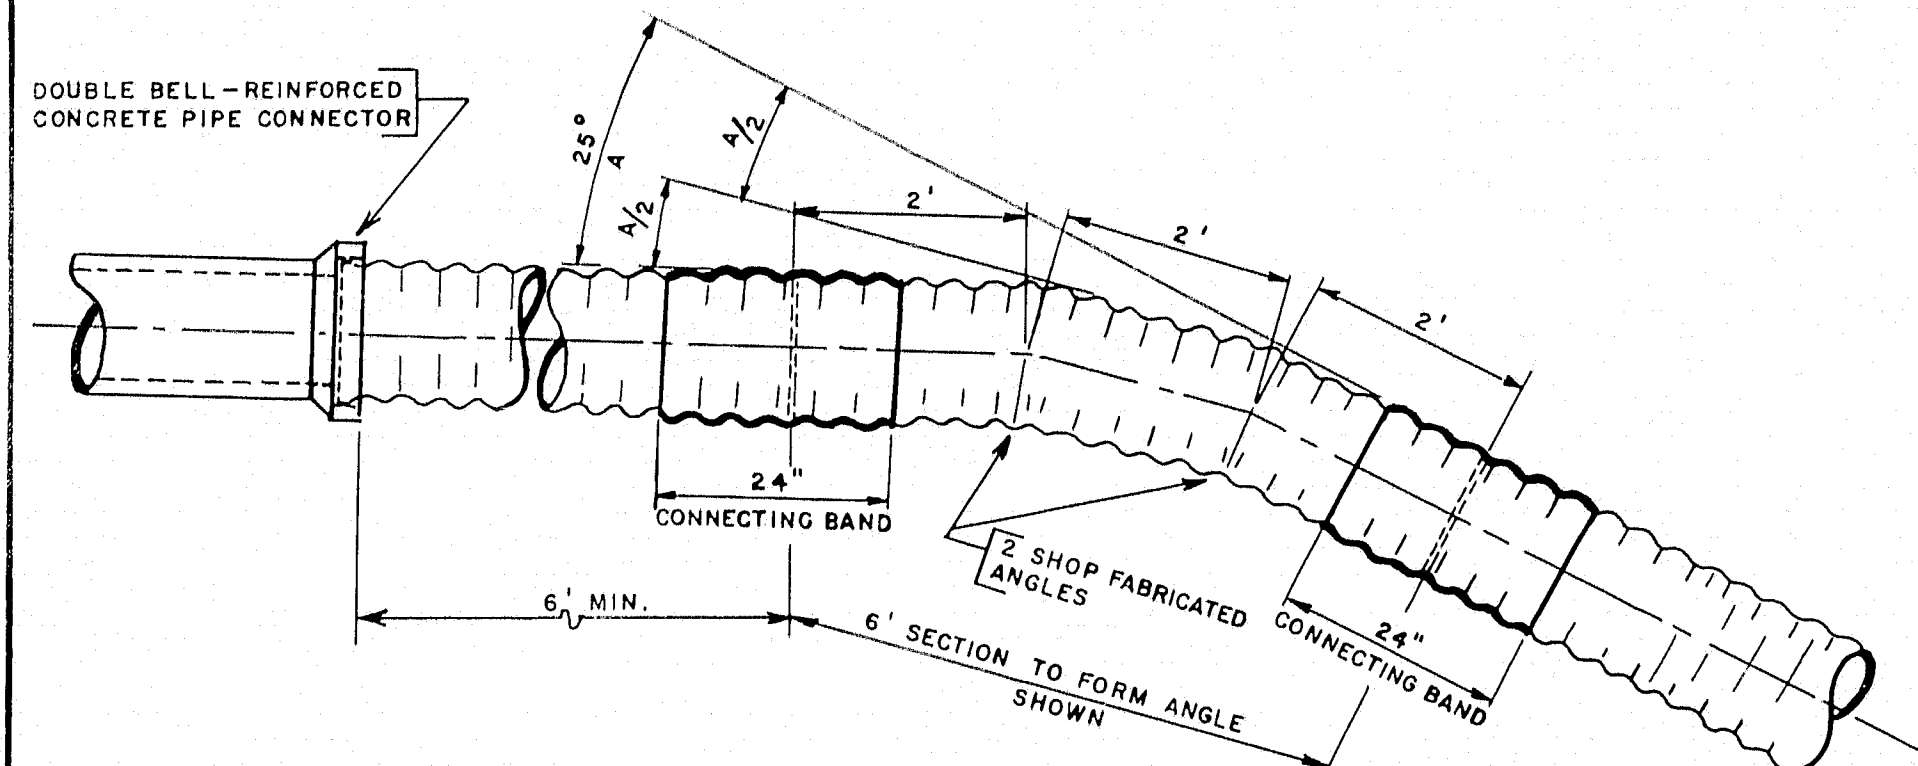 DOUBLE BELL-REINFORCED
CONCRETE PIPE CONNECTOR
25°
A
A/2
A/2
2'
2'
2'
24"
CONNECTING BAND
6' MIN.
2 SHOP FABRICATED
ANGLES
6' SECTION TO FORM ANGLE
SHOWN
24"
CONNECTING BAND